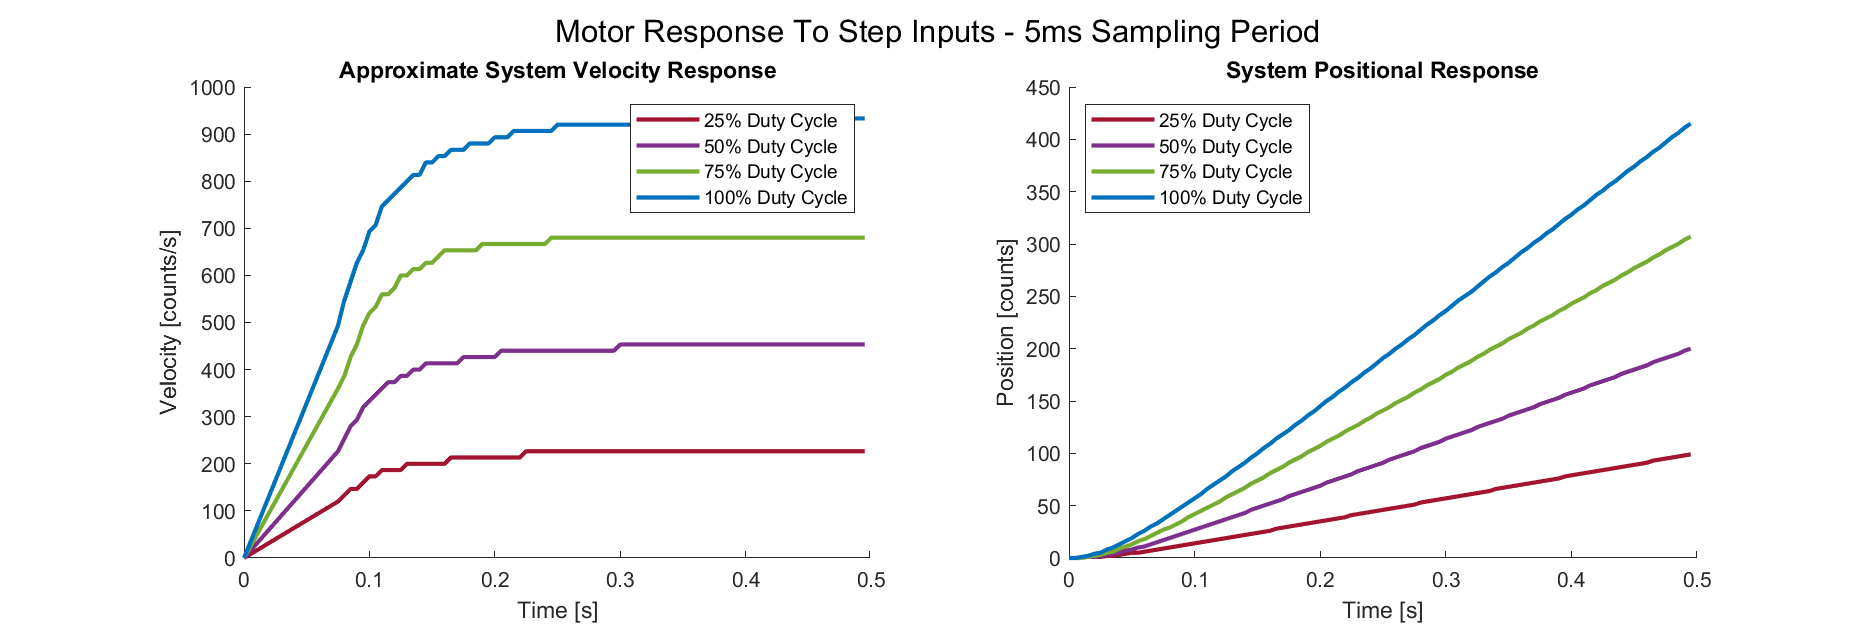 Motor Response To Step Inputs - 5ms Sampling Period
Approximate System Velocity Response
1000
900
800
700
600
500
400
300
200
100
0
Velocity [counts/s]
25% Duty Cycle
50% Duty Cycle
75% Duty Cycle
100% Duty Cycle
0 0.1 0.2 0.3 0.4 0.5
Time [s]
System Positional Response
450
400
350
300
250
200
150
100
50
0
Position [counts]
25% Duty Cycle
50% Duty Cycle
75% Duty Cycle
100% Duty Cycle
0 0.1 0.2 0.3 0.4 0.5
Time [s]